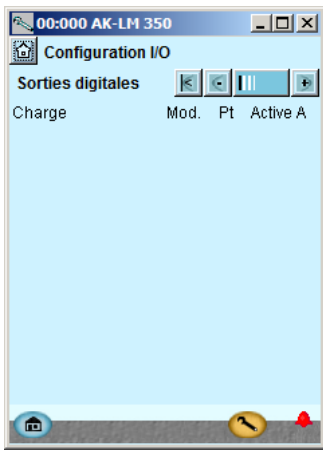 00:000 AK-LM 350
Configuration I/O
Sorties digitales
Charge Mod. Pt Active A